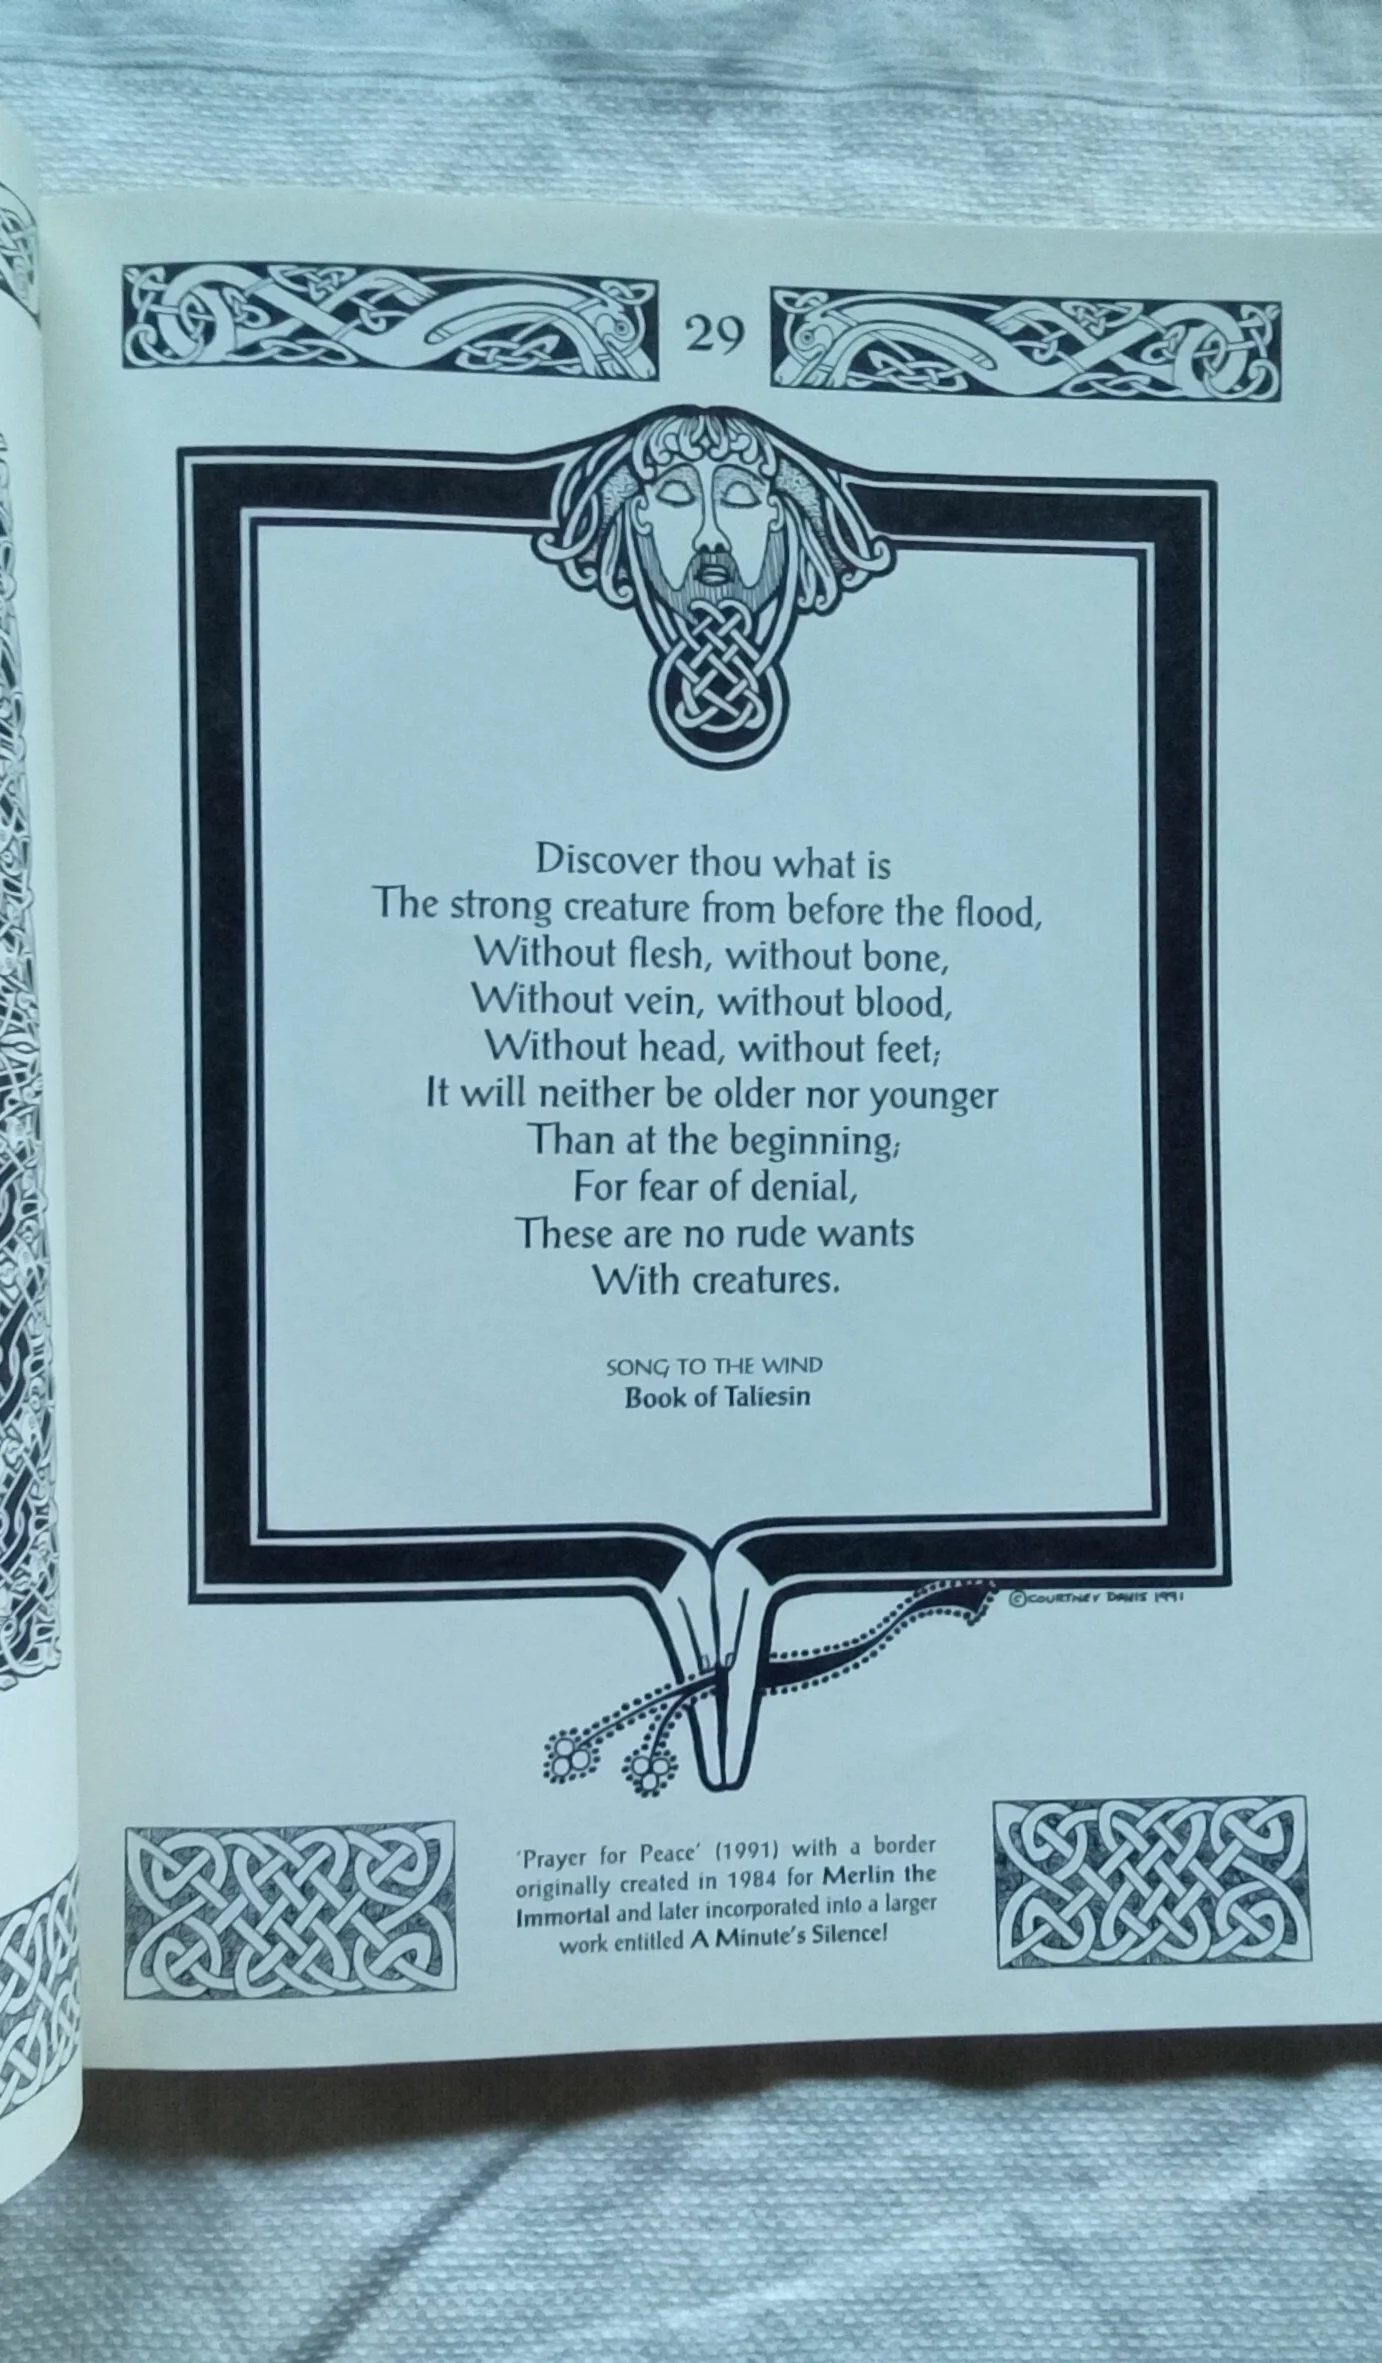 29
Discover thou what is
The strong creature from before the flood,
Without flesh, without bone,
Without vein, without blood,
Without head, without feet;
It will neither be older nor younger
Than at the beginning;
For fear of denial,
These are no rude wants
With creatures.
SONG TO THE WIND
Book of Taliesin
©COURTNEY DAVIS 1991
'Prayer for Peace' (1991) with a border
originally created in 1984 for Merlin the
Immortal and later incorporated into a larger
work entitled A Minute's Silence!